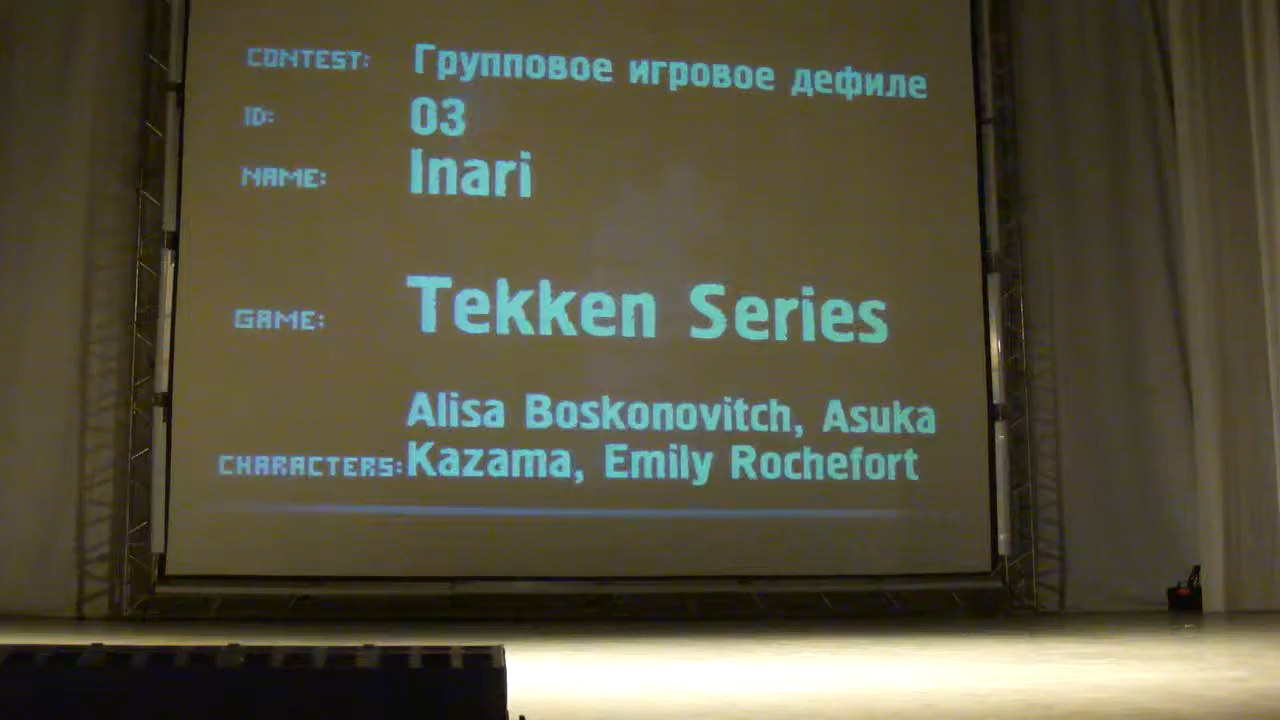 CONTEST: Групповое игровое дефиле
ID: 03
NAME: Inari
GAME: Tekken Series
Alisa Boskonovitch, Asuka
CHARACTERS: Kazama, Emily Rochefort